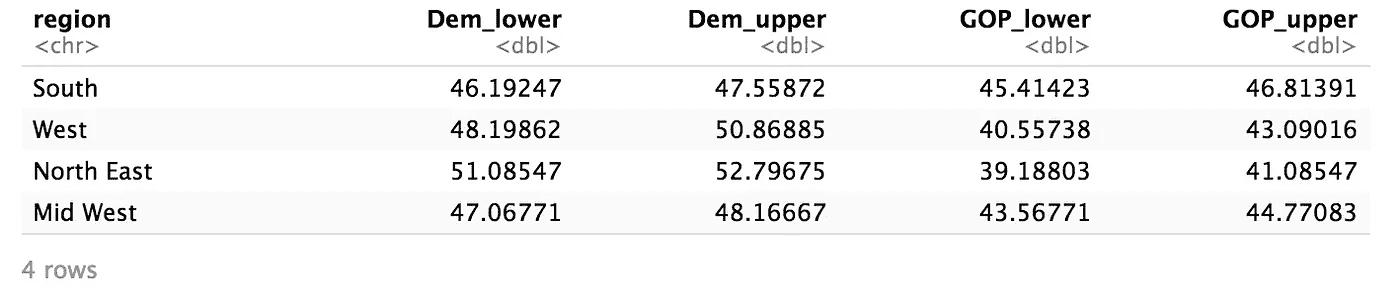 region Dem_lower Dem_upper GOP_lower GOP_upper
<chr> <dbl> <dbl> <dbl> <dbl>
South 46.19247 47.55872 45.41423 46.81391
West 48.19862 50.86885 40.55738 43.09016
North East 51.08547 52.79675 39.18803 41.08547
Mid West 47.06771 48.16667 43.56771 44.77083
4 rows